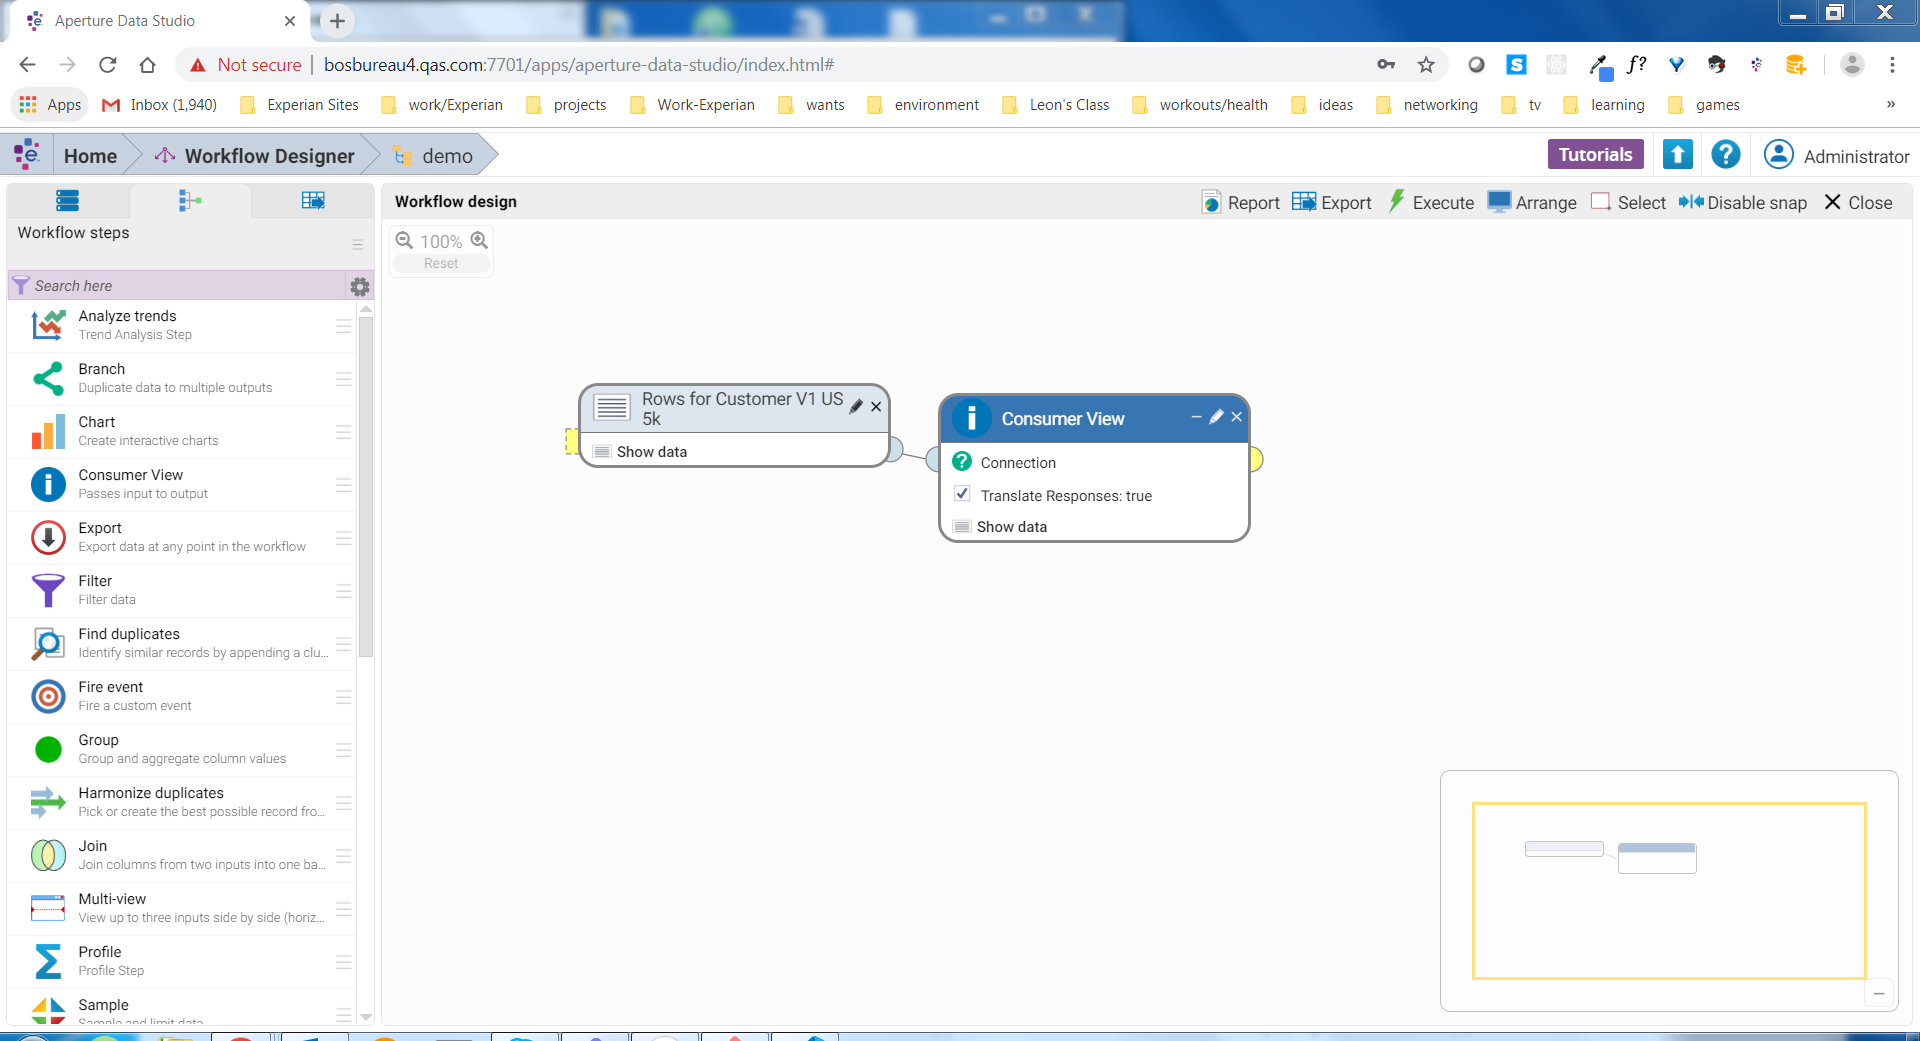 Aperture Data Studio
Not secure | bosbureau4.qas.com:7701/apps/aperture-data-studio/index.html#
Apps
Inbox (1,940)
Experian Sites
work/Experian
projects
Work-Experian
wants
environment
Leon's Class
workouts/health
ideas
networking
tv
learning
games
»
Home
Workflow Designer
demo
Tutorials
Administrator
Workflow design
Report
Export
Execute
Arrange
Select
Disable snap
Close
Workflow steps
100%
Reset
Search here
Analyze trends
Trend Analysis Step
Branch
Duplicate data to multiple outputs
Chart
Create interactive charts
Consumer View
Passes input to output
Export
Export data at any point in the workflow
Filter
Filter data
Find duplicates
Identify similar records by appending a clu...
Fire event
Fire a custom event
Group
Group and aggregate column values
Harmonize duplicates
Pick or create the best possible record fro...
Join
Join columns from two inputs into one ba...
Multi-view
View up to three inputs side by side (horiz...
Profile
Profile Step
Sample
Sample and limit data
Rows for Customer V1 US
5k
Show data
Consumer View
Connection
Translate Responses: true
Show data